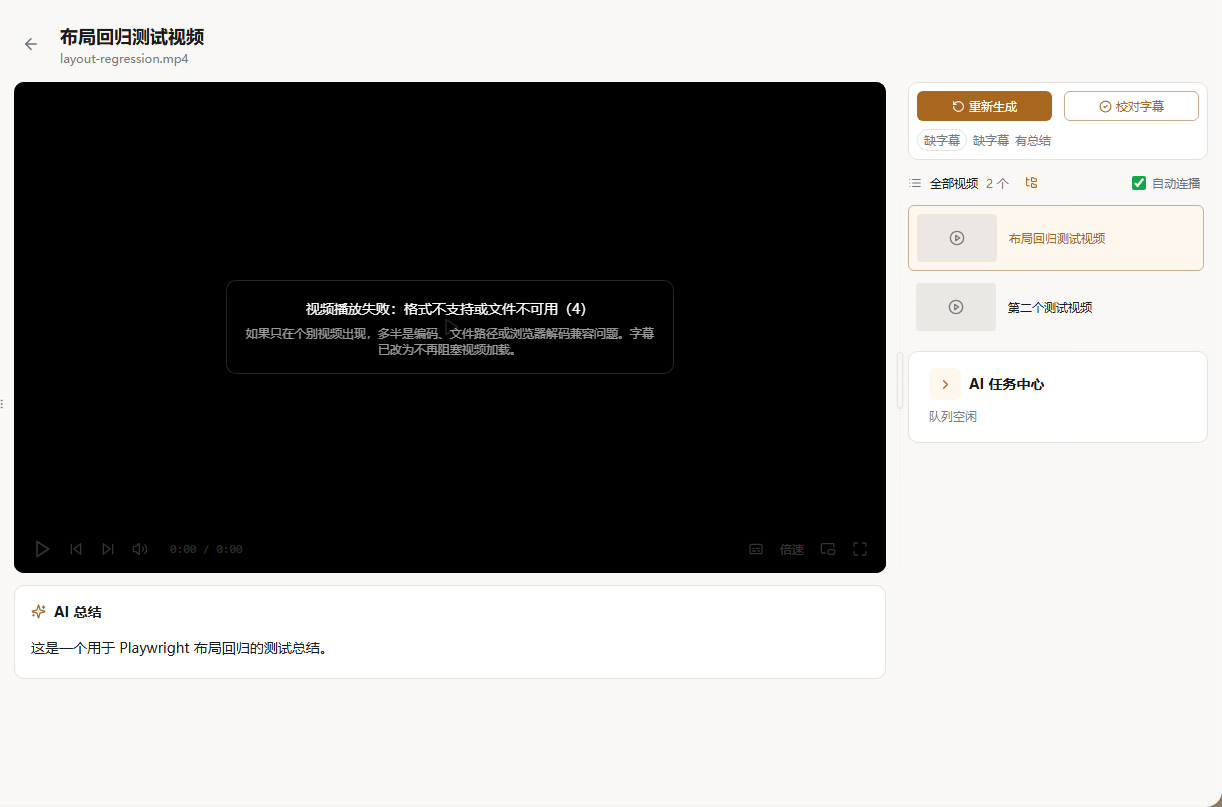 布局回归测试视频
layout-regression.mp4
视频播放失败：格式不支持或文件不可用（4）
如果只在个别视频出现，多半是编码、文件路径或浏览器解码兼容问题。字幕
已改为不再阻塞视频加载。
0:00 / 0:00
倍速
AI 总结
这是一个用于 Playwright 布局回归的测试总结。
重新生成
校对字幕
缺字幕 缺字幕 有总结
全部视频 2 个
自动连播
布局回归测试视频
第二个测试视频
AI 任务中心
队列空闲